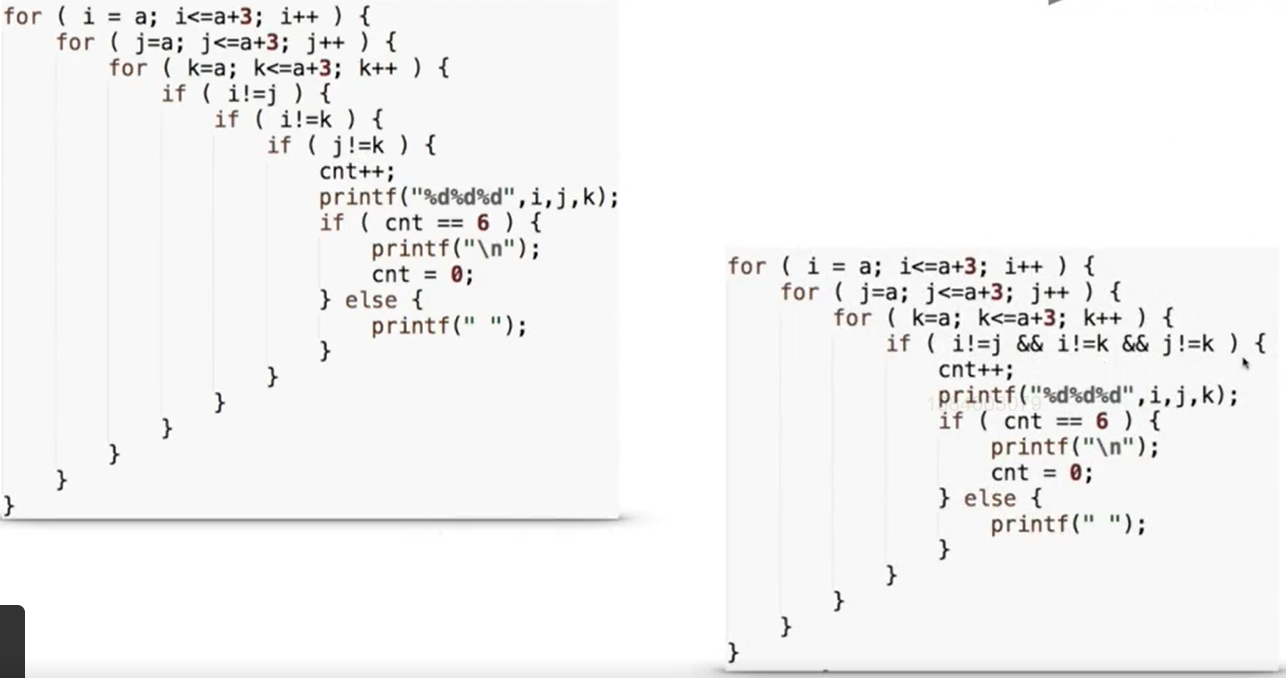 for ( i = a; i<=a+3; i++ ) {
    for ( j=a; j<=a+3; j++ ) {
        for ( k=a; k<=a+3; k++ ) {
            if ( i!=j ) {
                if ( i!=k ) {
                    if ( j!=k ) {
                        cnt++;
                        printf("%d%d%d",i,j,k);
                        if ( cnt == 6 ) {
                            printf("\n");
                            cnt = 0;
                        } else {
                            printf(" ");
                        }
                    }
                }
            }
        }
    }
}
for ( i = a; i<=a+3; i++ ) {
    for ( j=a; j<=a+3; j++ ) {
        for ( k=a; k<=a+3; k++ ) {
            if ( i!=j && i!=k && j!=k ) {
                cnt++;
                printf("%d%d%d",i,j,k);
                if ( cnt == 6 ) {
                    printf("\n");
                    cnt = 0;
                } else {
                    printf(" ");
                }
            }
        }
    }
}